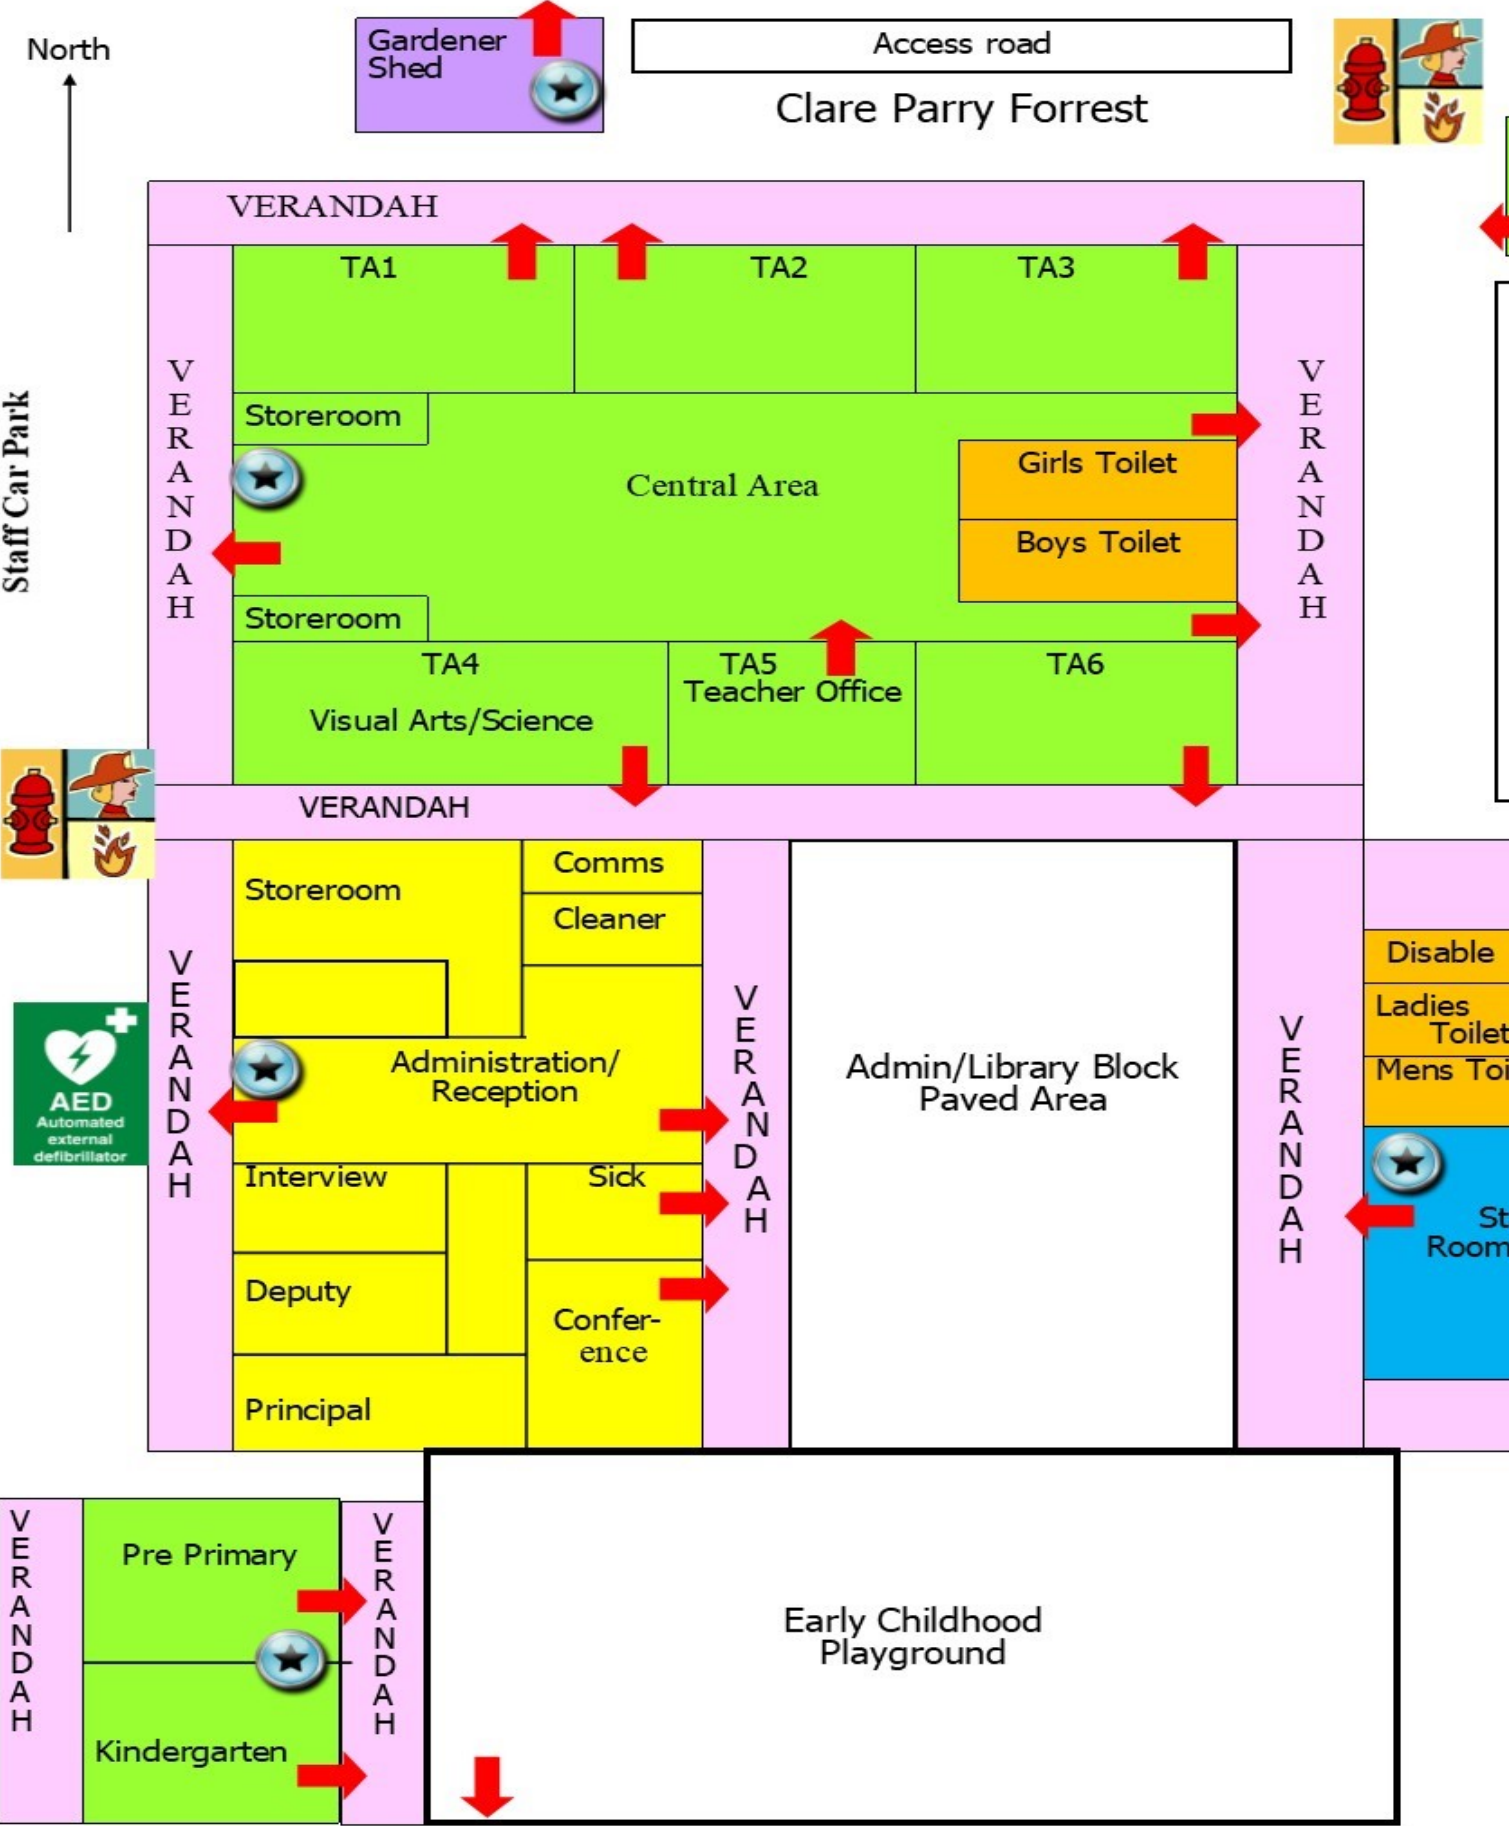 North
Gardener
Shed
Access road
Clare Parry Forrest
VERANDAH
TA1
TA2
TA3
VERANDAH
VERANDAH
Staff Car Park
Storeroom
Central Area
Girls Toilet
Boys Toilet
Storeroom
TA4
Visual Arts/Science
TA5
Teacher Office
TA6
VERANDAH
Storeroom
Comms
Cleaner
VERANDAH
VERANDAH
VERANDAH
AED
Automated
external
defibrillator
Administration/
Reception
Admin/Library Block
Paved Area
Disable
Ladies
Toilet
Mens Toi
St
Room
Interview
Sick
Deputy
Confer-
ence
Principal
VERANDAH
Pre Primary
VERANDAH
Kindergarten
Early Childhood
Playground